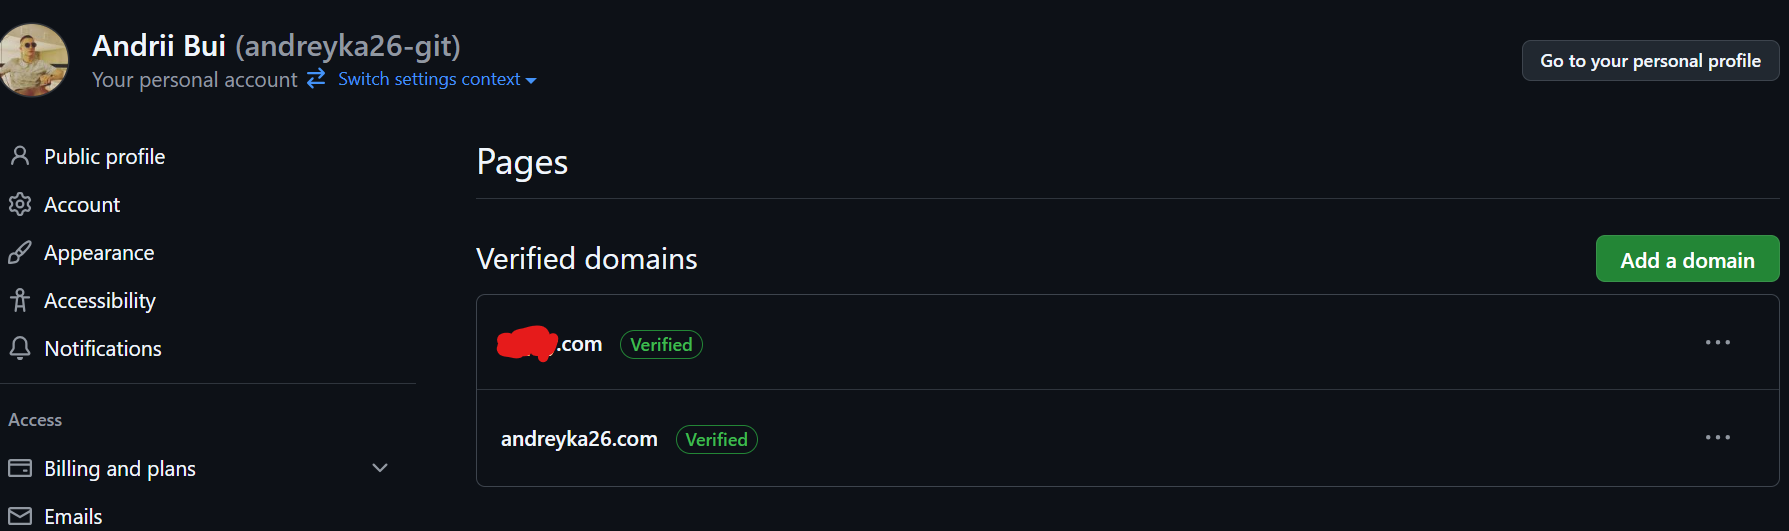 Andrii Bui (andreyka26-git)
Your personal account Switch settings context
Go to your personal profile
Public profile
Account
Appearance
Accessibility
Notifications
Access
Billing and plans
Emails
Pages
Verified domains
Add a domain
.com Verified
andreyka26.com Verified